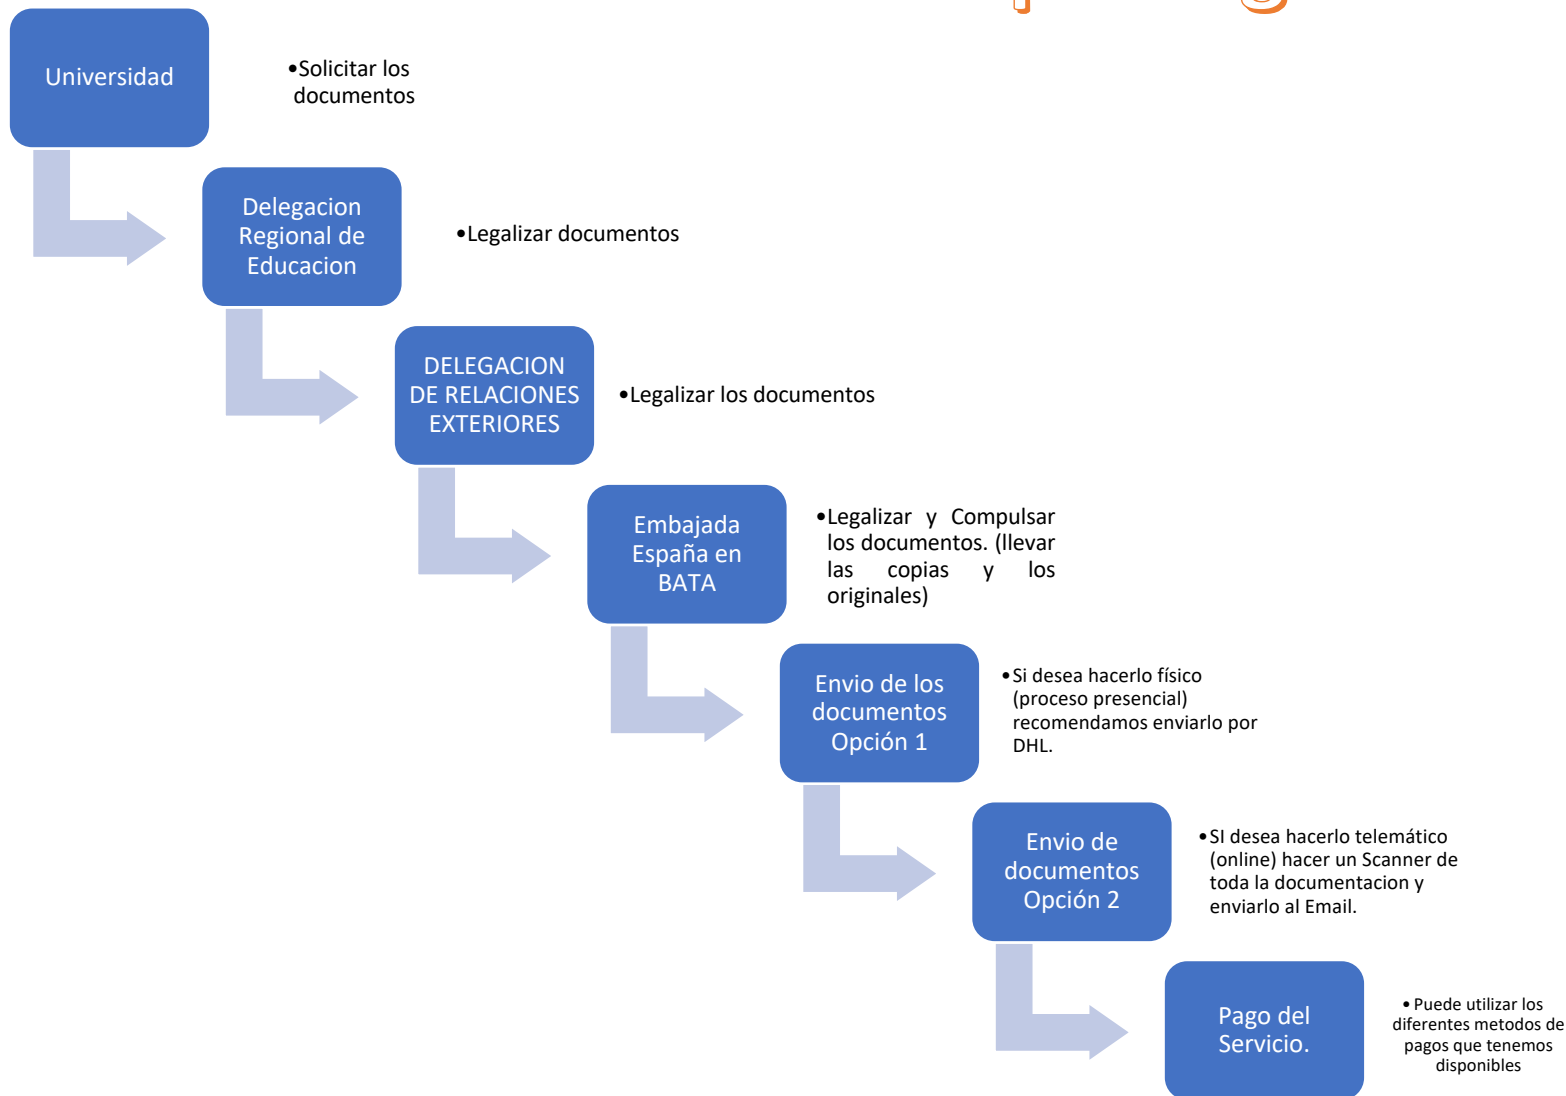 Universidad
•Solicitar los
documentos
Delegacion
Regional de
Educacion
•Legalizar documentos
DELEGACION
DE RELACIONES
EXTERIORES
•Legalizar los documentos
Embajada
España en
BATA
•Legalizar y Compulsar
los documentos. (llevar
las copias y los
originales)
Envio de los
documentos
Opción 1
•Si desea hacerlo físico
(proceso presencial)
recomendamos enviarlo por
DHL.
Envio de
documentos
Opción 2
•SI desea hacerlo telemático
(online) hacer un Scanner de
toda la documentacion y
enviarlo al Email.
Pago del
Servicio.
•Puede utilizar los
diferentes metodos de
pagos que tenemos
disponibles